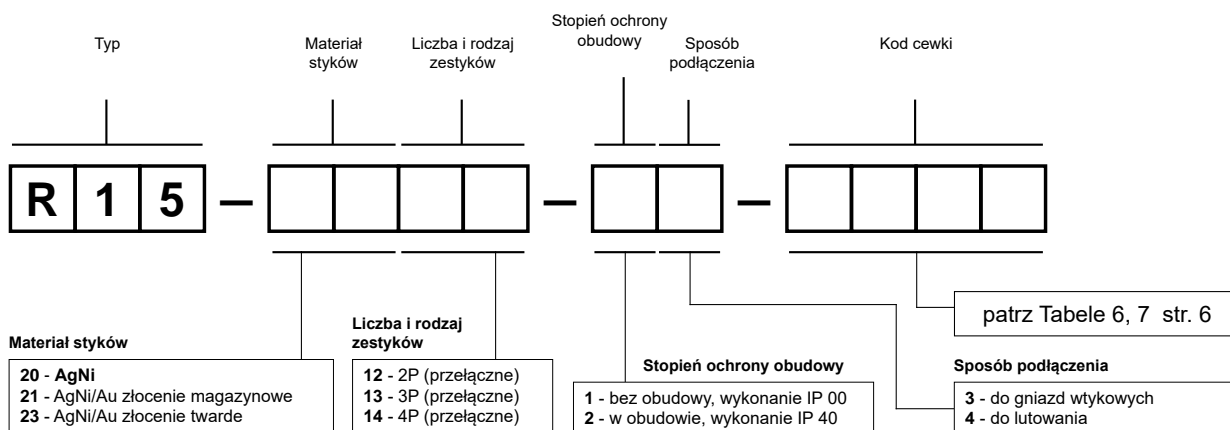 Typ
Materiał
styków
Liczba i rodzaj
zestyków
Stopień ochrony
obudowy
Sposób
podłączenia
Kod cewki
R 1 5 – – –
patrz Tabele 6, 7 str. 6
Materiał styków
20 - AgNi
21 - AgNi/Au złocenie magazynowe
23 - AgNi/Au złocenie twarde
Liczba i rodzaj
zestyków
12 - 2P (przełączne)
13 - 3P (przełączne)
14 - 4P (przełączne)
Stopień ochrony obudowy
1 - bez obudowy, wykonanie IP 00
2 - w obudowie, wykonanie IP 40
Sposób podłączenia
3 - do gniazd wtykowych
4 - do lutowania